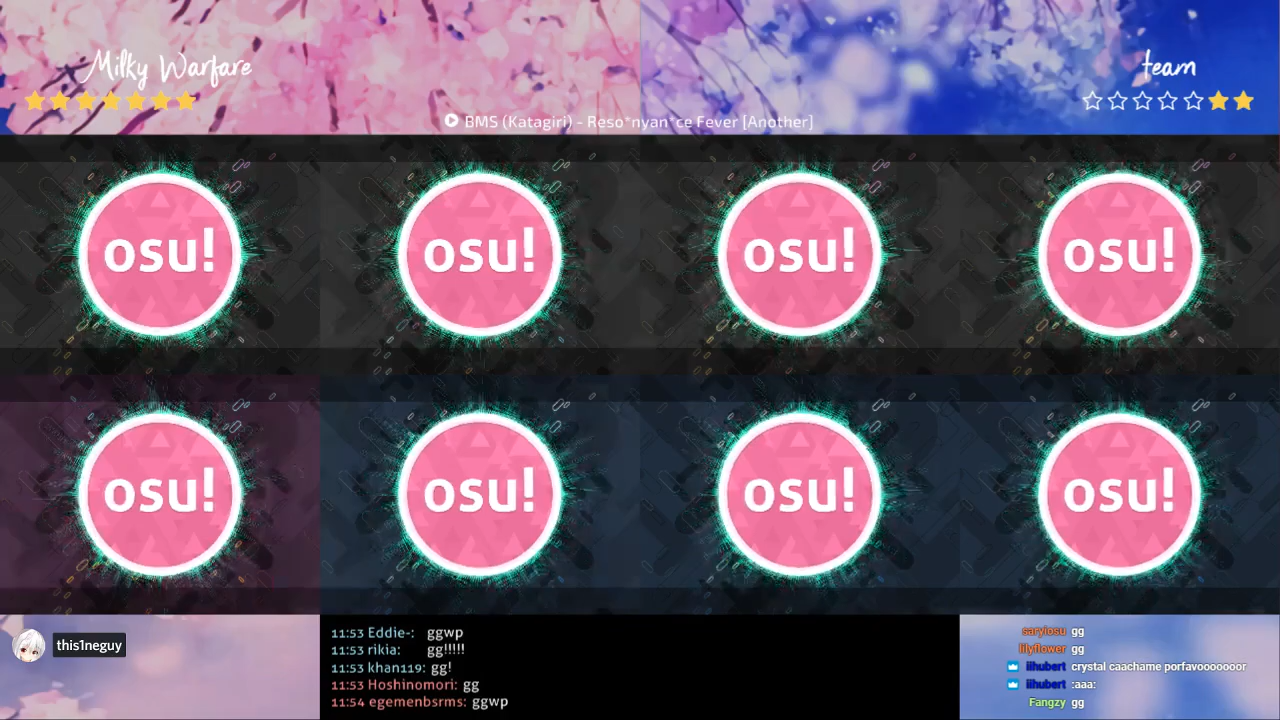 Milky Warfare
team
BMS (Katagiri) - Reso*nyan*ce Fever [Another]
osu!
osu!
osu!
osu!
osu!
osu!
osu!
osu!
this1neguy
11:53 Eddie-: ggwp
11:53 rikia: gg!!!!!
11:53 khan119: gg!
11:53 Hoshinomori: gg
11:54 egemenbsrms: ggwp
saryiosu gg
lilyflower gg
iihubert crystal caachame porfavooooooor
iihubert :aaa:
Fangzy gg